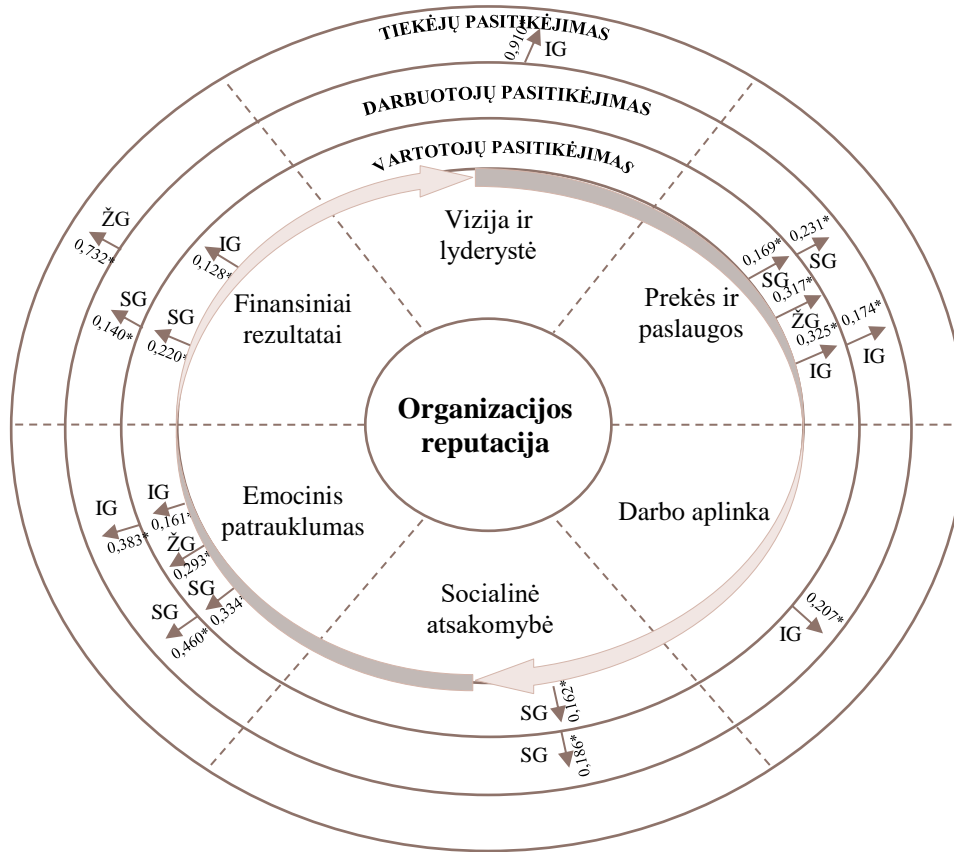 TIEKĖJŲ PASITIKĖJIMAS
0,910*
IG
DARBUOTOJŲ PASITIKĖJIMAS
VARTOTOJŲ PASITIKĖJIMAS
Vizija ir
lyderystė
ŽG
0,732*
IG
0,128*
SG
0,140*
SG
0,220*
Finansiniai
rezultatai
Prekės ir
paslaugos
0,169*
SG
0,231*
SG
0,317*
ŽG
0,325*
IG
0,174*
IG
Organizacijos
reputacija
Emocinis
patrauklumas
IG
0,161*
IG
0,383*
ŽG
0,293*
SG
0,334*
SG
0,460*
Darbo aplinka
0,207*
IG
Socialinė
atsakomybė
SG
0,162*
SG
0,186*